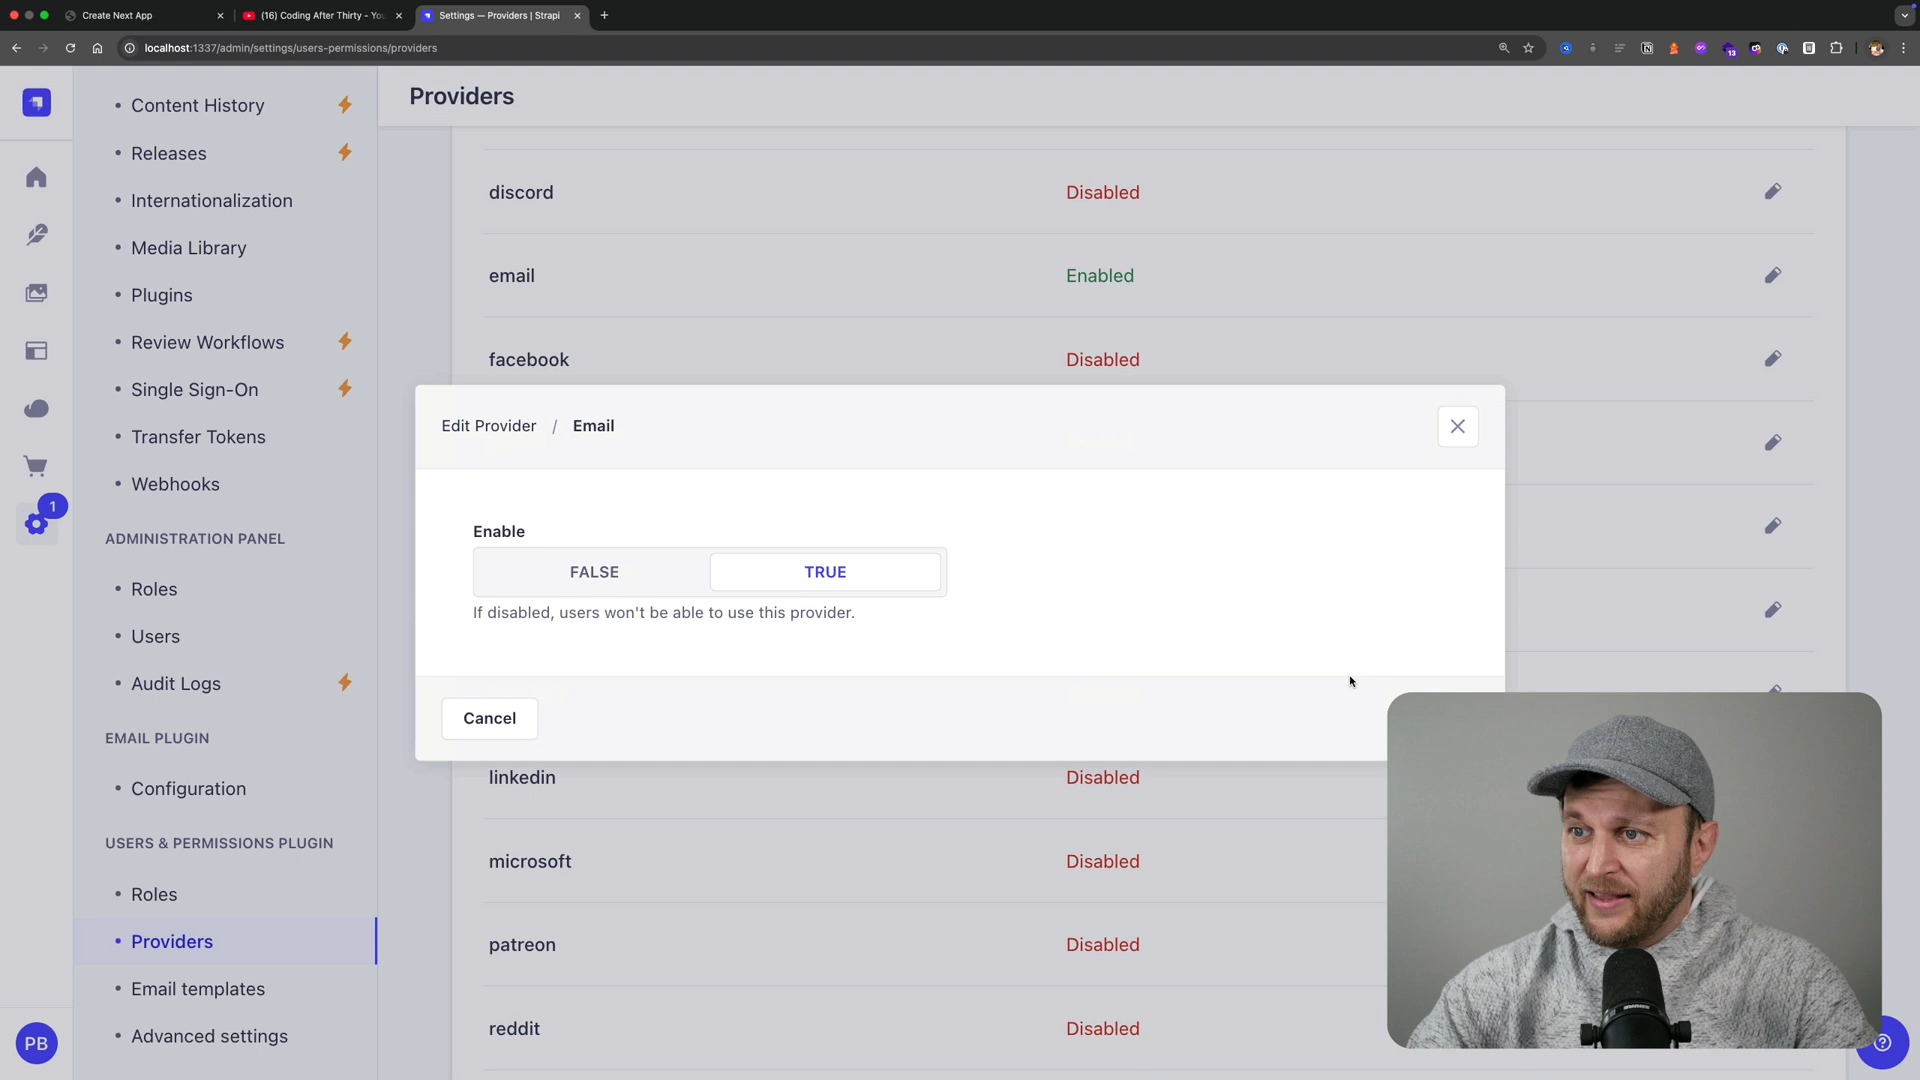 Create Next App
(16) Coding After Thirty - You
Settings — Providers | Strapi
localhost:1337/admin/settings/users-permissions/providers
13
Content History
Releases
Internationalization
Media Library
Plugins
Review Workflows
Single Sign-On
Transfer Tokens
Webhooks
1
ADMINISTRATION PANEL
Roles
Users
Audit Logs
EMAIL PLUGIN
Configuration
USERS & PERMISSIONS PLUGIN
Roles
Providers
Email templates
Advanced settings
PB
Providers
discord Disabled
email Enabled
facebook Disabled
Edit Provider / Email
Enable
FALSE TRUE
If disabled, users won't be able to use this provider.
Cancel
linkedin Disabled
microsoft Disabled
patreon Disabled
reddit Disabled